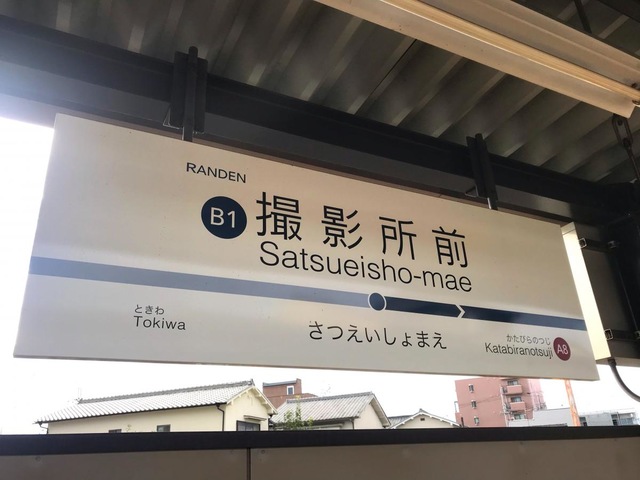 RANDEN
B1 撮影所前
Satsueisho-mae
ときわ
Tokiwa
さつえいしょまえ
かたびらのつじ
Katabiranotsuji A8